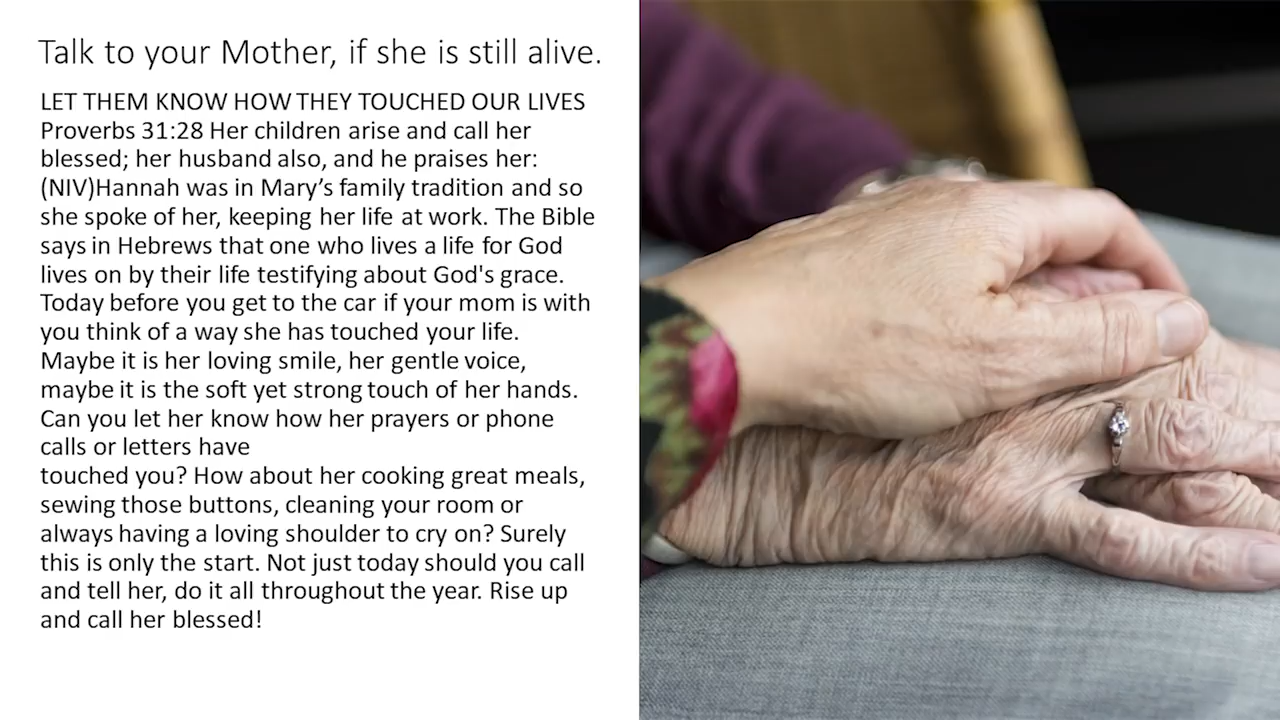 Talk to your Mother, if she is still alive.
LET THEM KNOW HOW THEY TOUCHED OUR LIVES
Proverbs 31:28 Her children arise and call her
blessed; her husband also, and he praises her:
(NIV)Hannah was in Mary’s family tradition and so
she spoke of her, keeping her life at work. The Bible
says in Hebrews that one who lives a life for God
lives on by their life testifying about God's grace.
Today before you get to the car if your mom is with
you think of a way she has touched your life.
Maybe it is her loving smile, her gentle voice,
maybe it is the soft yet strong touch of her hands.
Can you let her know how her prayers or phone
calls or letters have
touched you? How about her cooking great meals,
sewing those buttons, cleaning your room or
always having a loving shoulder to cry on? Surely
this is only the start. Not just today should you call
and tell her, do it all throughout the year. Rise up
and call her blessed!